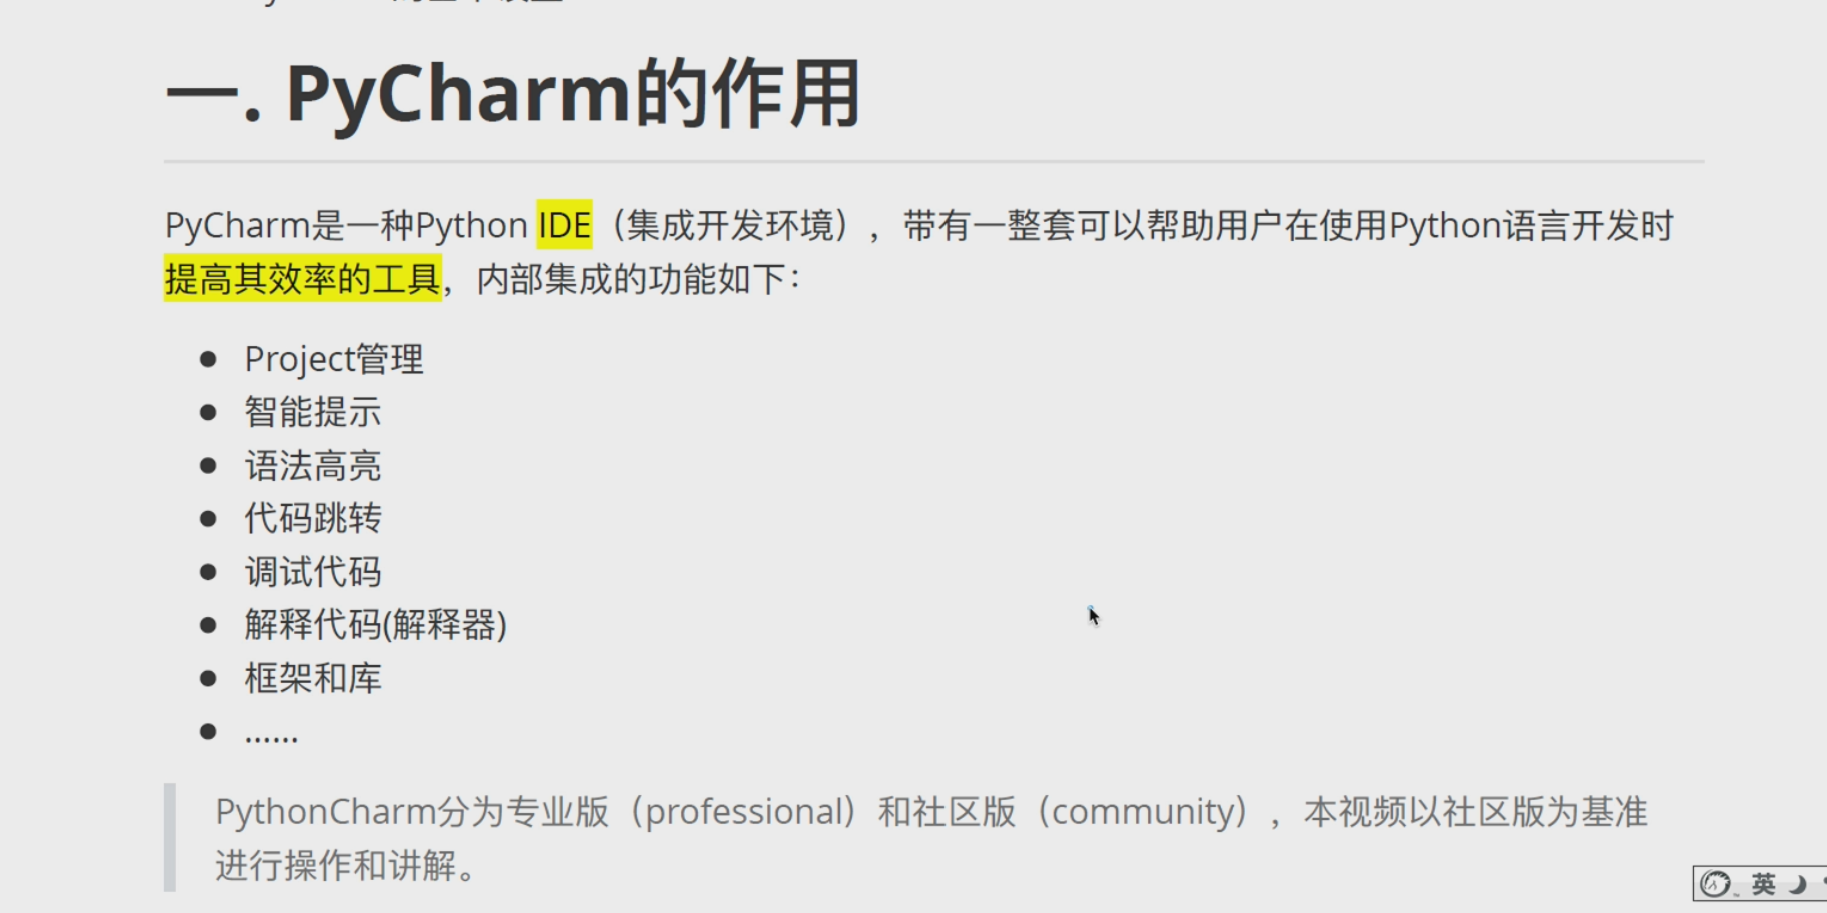 一. PyCharm的作用
PyCharm是一种Python IDE（集成开发环境），带有一整套可以帮助用户在使用Python语言开发时
提高其效率的工具，内部集成的功能如下：
● Project管理
● 智能提示
● 语法高亮
● 代码跳转
● 调试代码
● 解释代码(解释器)
● 框架和库
● ......
PythonCharm分为专业版（professional）和社区版（community），本视频以社区版为基准
进行操作和讲解。
英